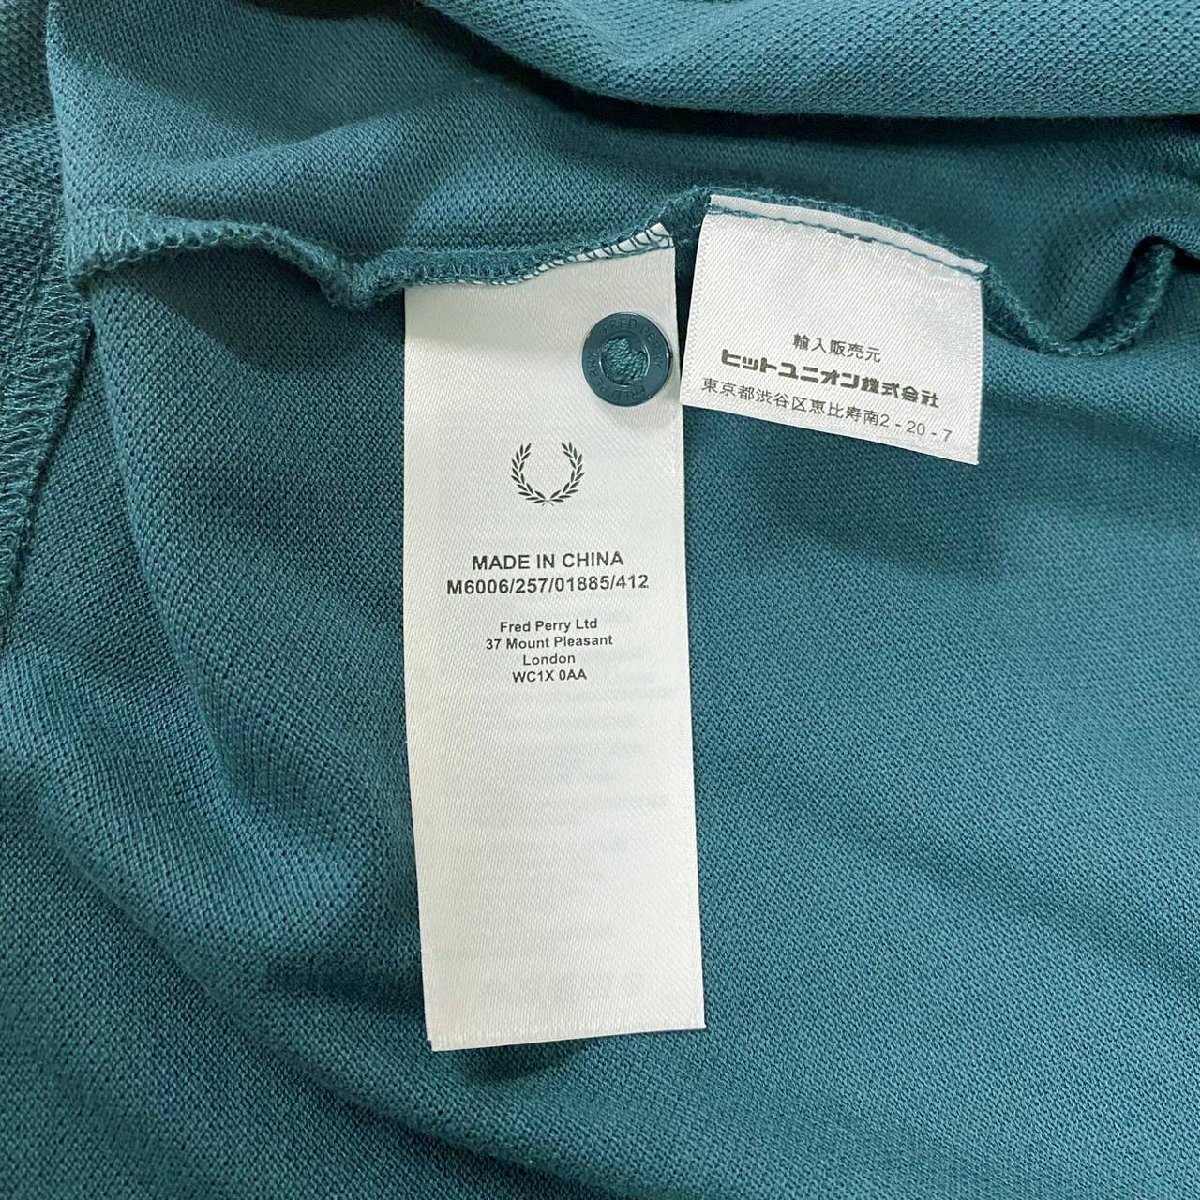 FRED
MADE IN CHINA
M6006/257/01885/412
Fred Perry Ltd
37 Mount Pleasant
London
WC1X 0AA
輸入販売元
ヒットユニオン株式会社
東京都渋谷区恵比寿南2-20-7